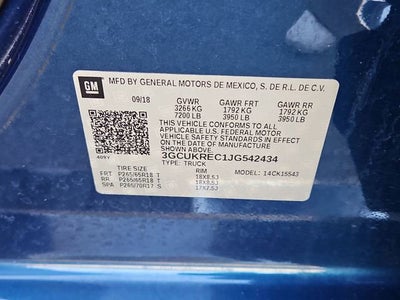 GM MFD BY GENERAL MOTORS DE MEXICO, S. DE R.L. DE C.V.
09/18 GVWR GAWR FRT GAWR RR
3266 KG 1792 KG 1792 KG
7200 LB 3950 LB 3950 LB
THIS VEHICLE CONFORMS TO ALL
APPLICABLE U.S. FEDERAL MOTOR
VEHICLE SAFETY STANDARDS IN EFFECT
ON THE DATE OF MANUFACTURE SHOWN ABOVE.
3GCUKREC1JG542434
TYPE: TRUCK
TIRE SIZE RIM MODEL: 14CK15543
FRT P265/65R18 T 18X8.5J
RR P265/65R18 T 18X8.5J
SPA P265/70R17 S 17X7.5J